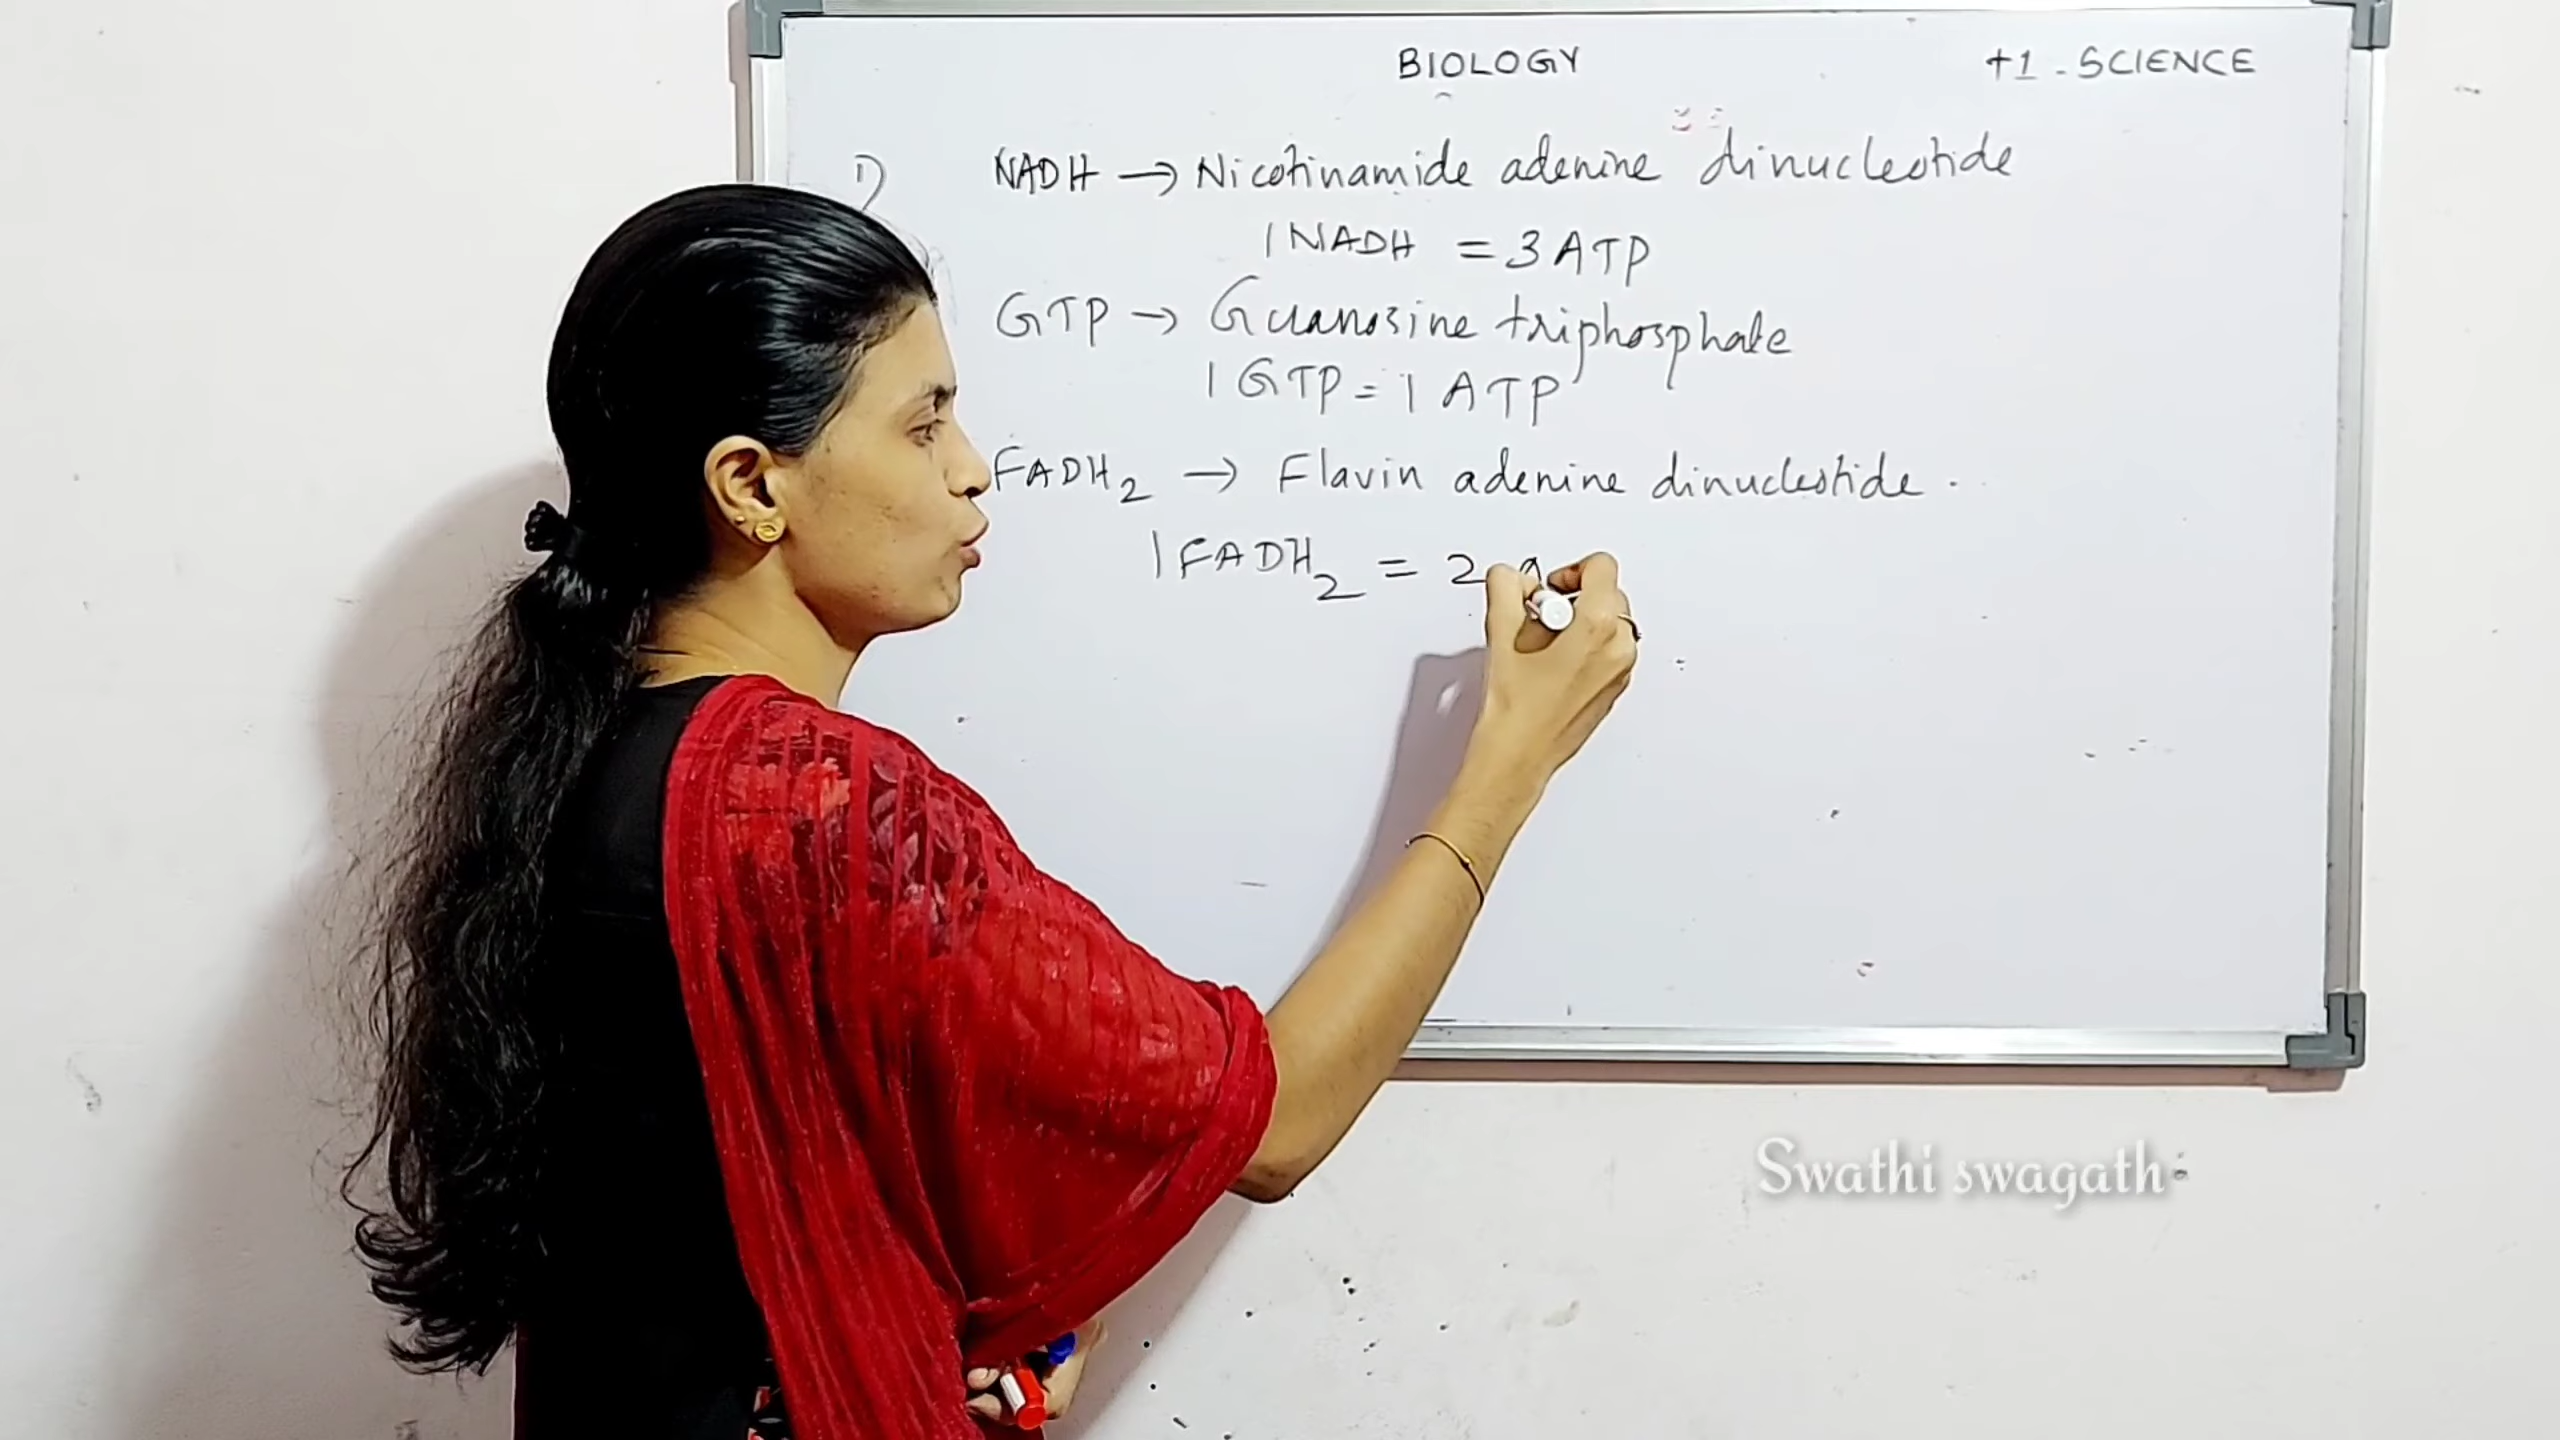 BIOLOGY +1 - SCIENCE
1) NADH → Nicotinamide adenine dinucleotide
1 NADH = 3 ATP
GTP → Guanosine triphosphate
1 GTP = 1 ATP
FADH2 → Flavin adenine dinucleotide .
1 FADH2 = 2
Swathi swagath